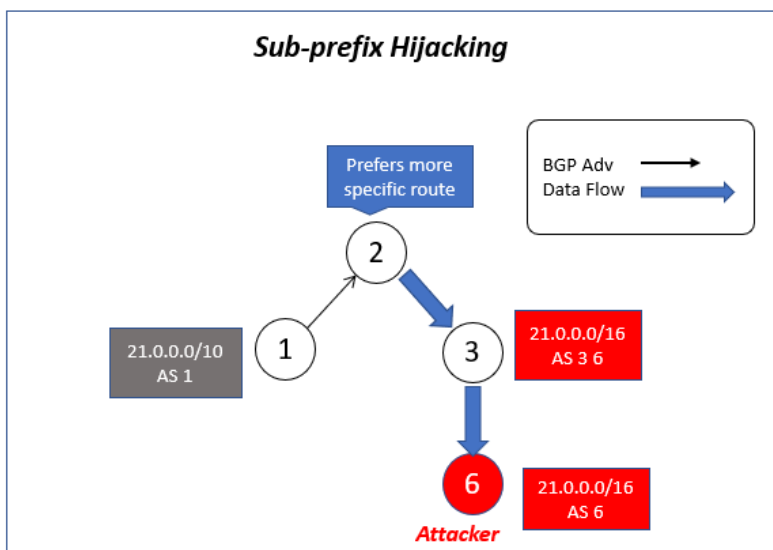 Sub-prefix Hijacking
Prefers more
specific route
BGP Adv
Data Flow
2
21.0.0.0/10
AS 1
1
3
21.0.0.0/16
AS 3 6
6
21.0.0.0/16
AS 6
Attacker